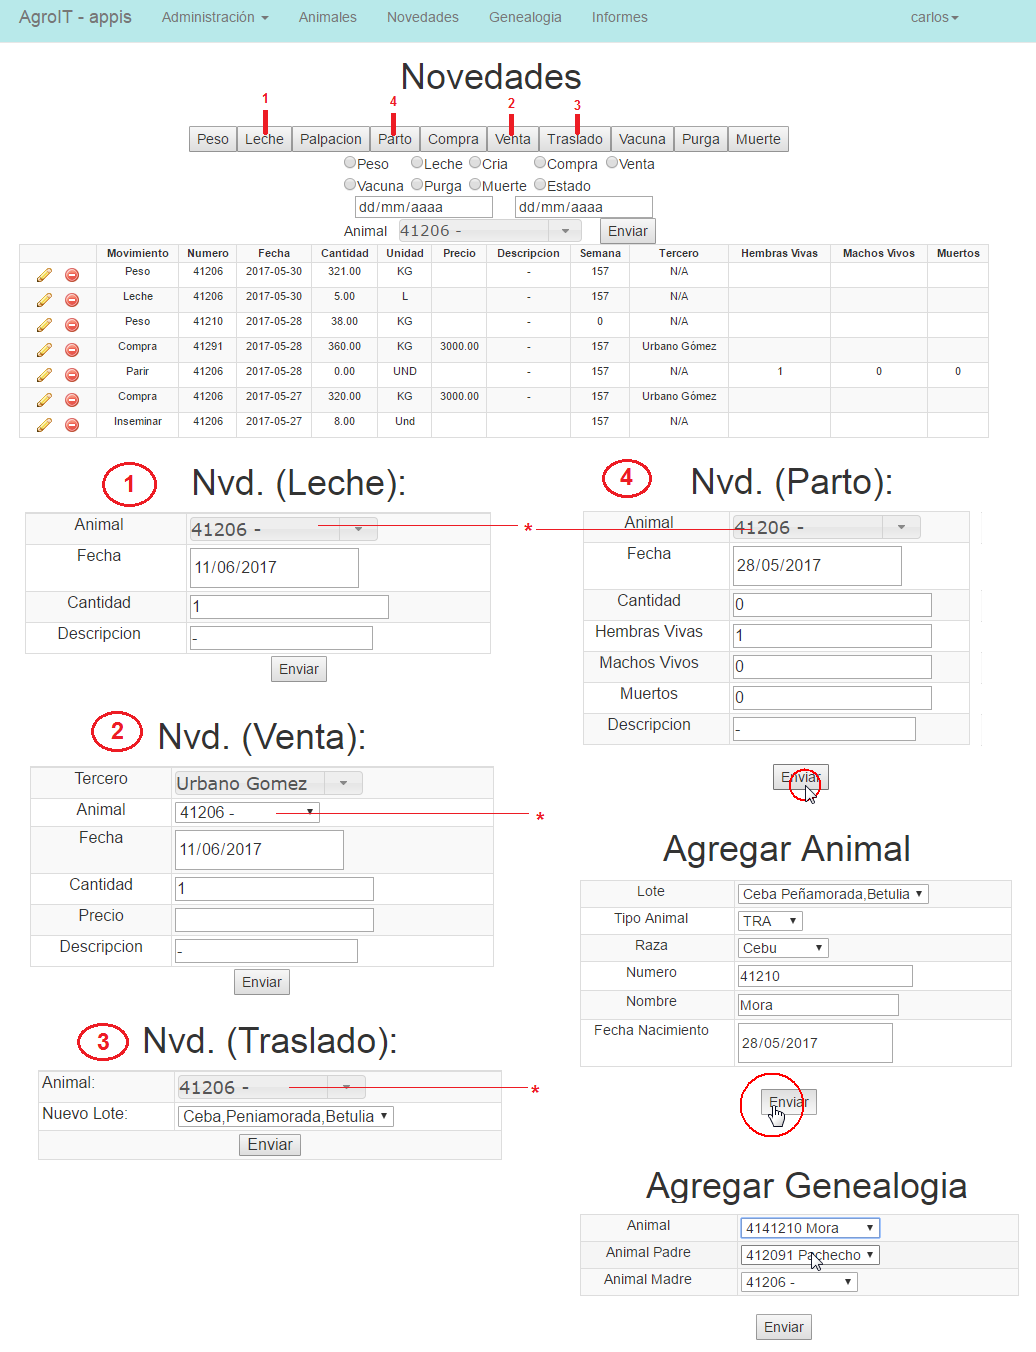 AgroIT - appis Administración Animales Novedades Genealogia Informes carlos
Novedades
1 4 2 3
Peso Leche Palpacion Parto Compra Venta Traslado Vacuna Purga Muerte
Peso Leche Cria Compra Venta
Vacuna Purga Muerte Estado
dd/mm/aaaa dd/mm/aaaa
Animal 41206 - Enviar
Movimiento Numero Fecha Cantidad Unidad Precio Descripcion Semana Tercero Hembras Vivas Machos Vivos Muertos
Peso 41206 2017-05-30 321.00 KG - 157 N/A
Leche 41206 2017-05-30 5.00 L - 157 N/A
Peso 41210 2017-05-28 38.00 KG - 0 N/A
Compra 41291 2017-05-28 360.00 KG 3000.00 - 157 Urbano Gómez
Parir 41206 2017-05-28 0.00 UND - 157 N/A 1 0 0
Compra 41206 2017-05-27 320.00 KG 3000.00 - 157 Urbano Gómez
Inseminar 41206 2017-05-27 8.00 Und 157 N/A
1 Nvd. (Leche):
Animal 41206 - *
Fecha 11/06/2017
Cantidad 1
Descripcion -
Enviar
2 Nvd. (Venta):
Tercero Urbano Gomez
Animal 41206 - *
Fecha 11/06/2017
Cantidad 1
Precio
Descripcion -
Enviar
3 Nvd. (Traslado):
Animal: 41206 - *
Nuevo Lote: Ceba,Peniamorada,Betulia
Enviar
4 Nvd. (Parto):
Animal 41206 -
Fecha 28/05/2017
Cantidad 0
Hembras Vivas 1
Machos Vivos 0
Muertos 0
Descripcion -
Enviar
Agregar Animal
Lote Ceba Peñamorada,Betulia
Tipo Animal TRA
Raza Cebu
Numero 41210
Nombre Mora
Fecha Nacimiento 28/05/2017
Enviar
Agregar Genealogia
Animal 4141210 Mora
Animal Padre 412091 Pachecho
Animal Madre 41206 -
Enviar